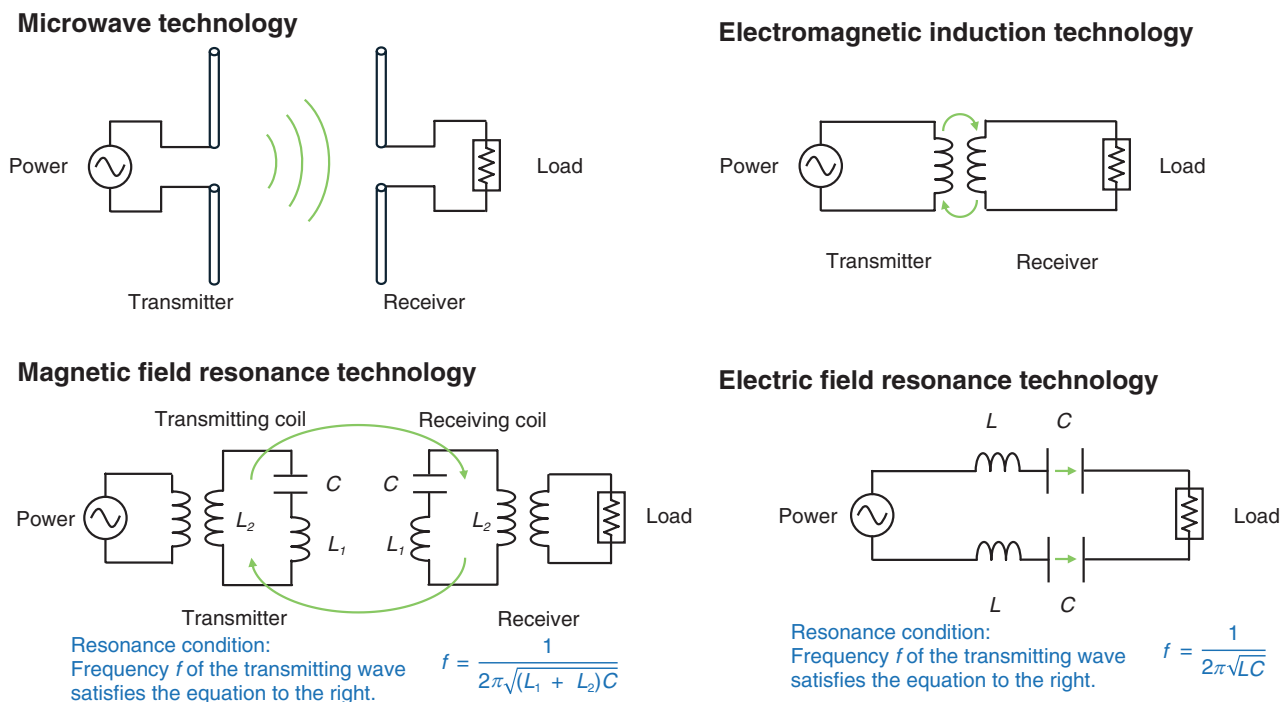 Microwave technology
Power
Load
Transmitter
Receiver
Electromagnetic induction technology
Power
Load
Transmitter
Receiver
Magnetic field resonance technology
Transmitting coil
Receiving coil
Power
L₂
C
L₁
C
L₁
L₂
Load
Transmitter
Receiver
Resonance condition:
Frequency f of the transmitting wave
satisfies the equation to the right.
f = 1 / 2π√(L₁ + L₂)C
Electric field resonance technology
L C
Power
Load
L C
Resonance condition:
Frequency f of the transmitting wave
satisfies the equation to the right.
f = 1 / 2π√LC